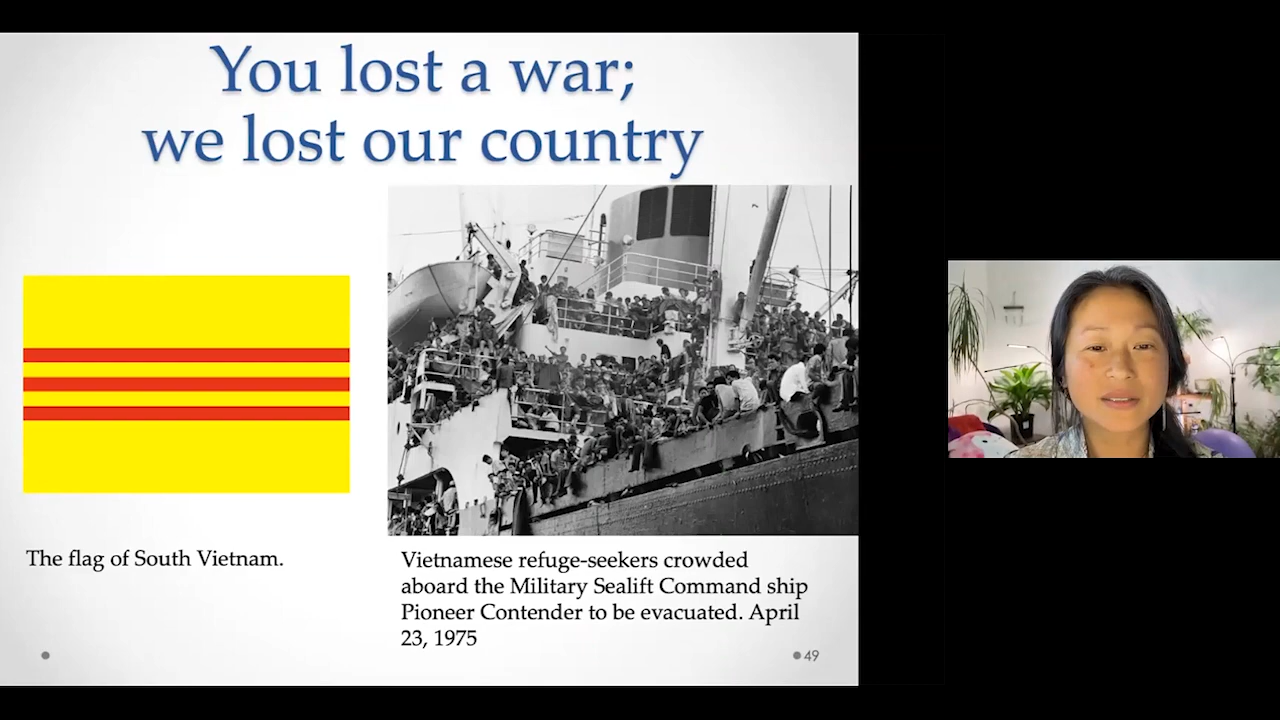 You lost a war;
we lost our country
The flag of South Vietnam.
Vietnamese refuge-seekers crowded
aboard the Military Sealift Command ship
Pioneer Contender to be evacuated. April
23, 1975
49